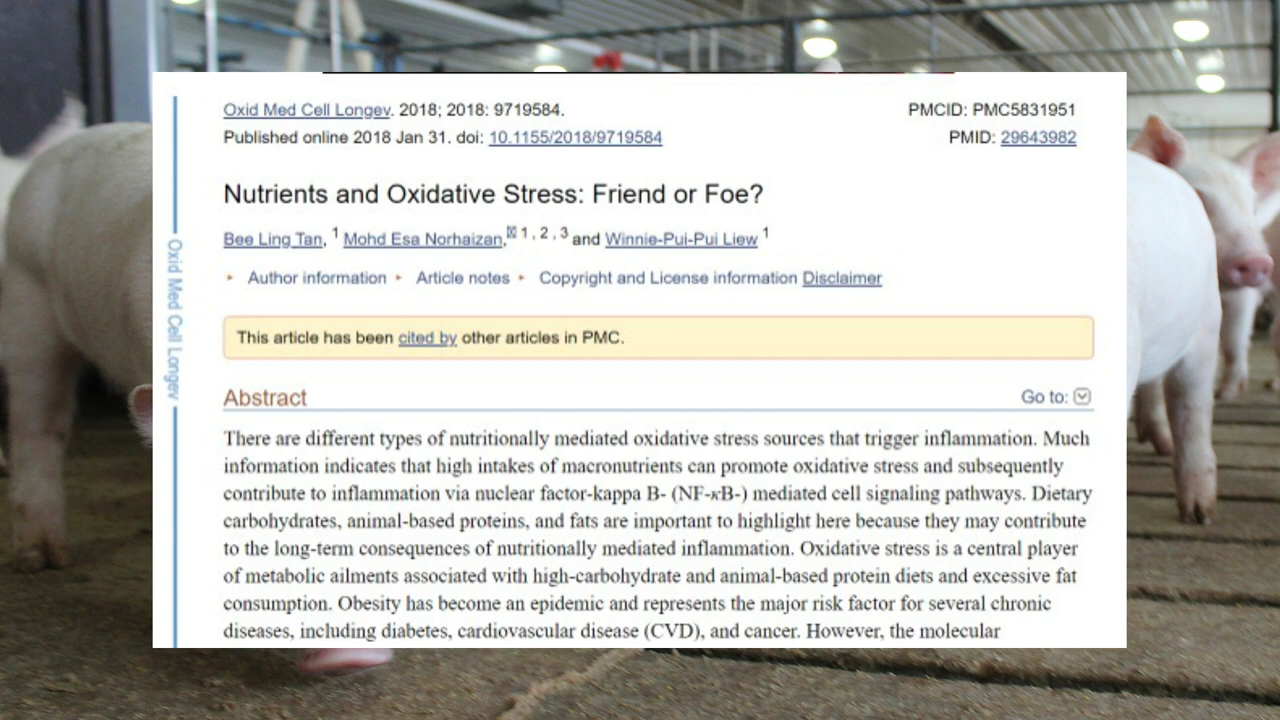 Oxid Med Cell Longev. 2018; 2018: 9719584.
PMCID: PMC5831951
Published online 2018 Jan 31. doi: 10.1155/2018/9719584
PMID: 29643982
Nutrients and Oxidative Stress: Friend or Foe?
Bee Ling Tan, 1 Mohd Esa Norhaizan, 1, 2, 3 and Winnie-Pui-Pui Liew 1
Author information Article notes Copyright and License information Disclaimer
This article has been cited by other articles in PMC.
Oxid Med Cell Longev
Abstract
Go to:
There are different types of nutritionally mediated oxidative stress sources that trigger inflammation. Much
information indicates that high intakes of macronutrients can promote oxidative stress and subsequently
contribute to inflammation via nuclear factor-kappa B- (NF-κB-) mediated cell signaling pathways. Dietary
carbohydrates, animal-based proteins, and fats are important to highlight here because they may contribute
to the long-term consequences of nutritionally mediated inflammation. Oxidative stress is a central player
of metabolic ailments associated with high-carbohydrate and animal-based protein diets and excessive fat
consumption. Obesity has become an epidemic and represents the major risk factor for several chronic
diseases, including diabetes, cardiovascular disease (CVD), and cancer. However, the molecular